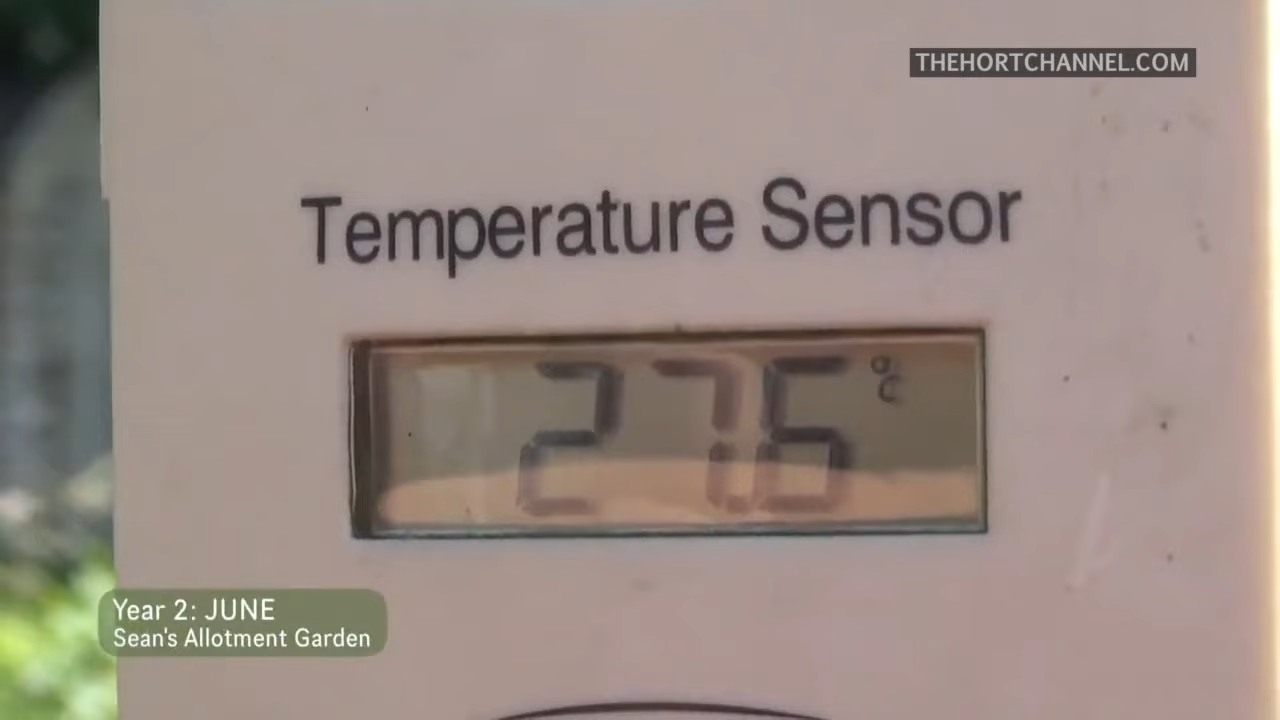 THEHORTCHANNEL.COM
Temperature Sensor
27.6 °C
Year 2: JUNE
Sean's Allotment Garden